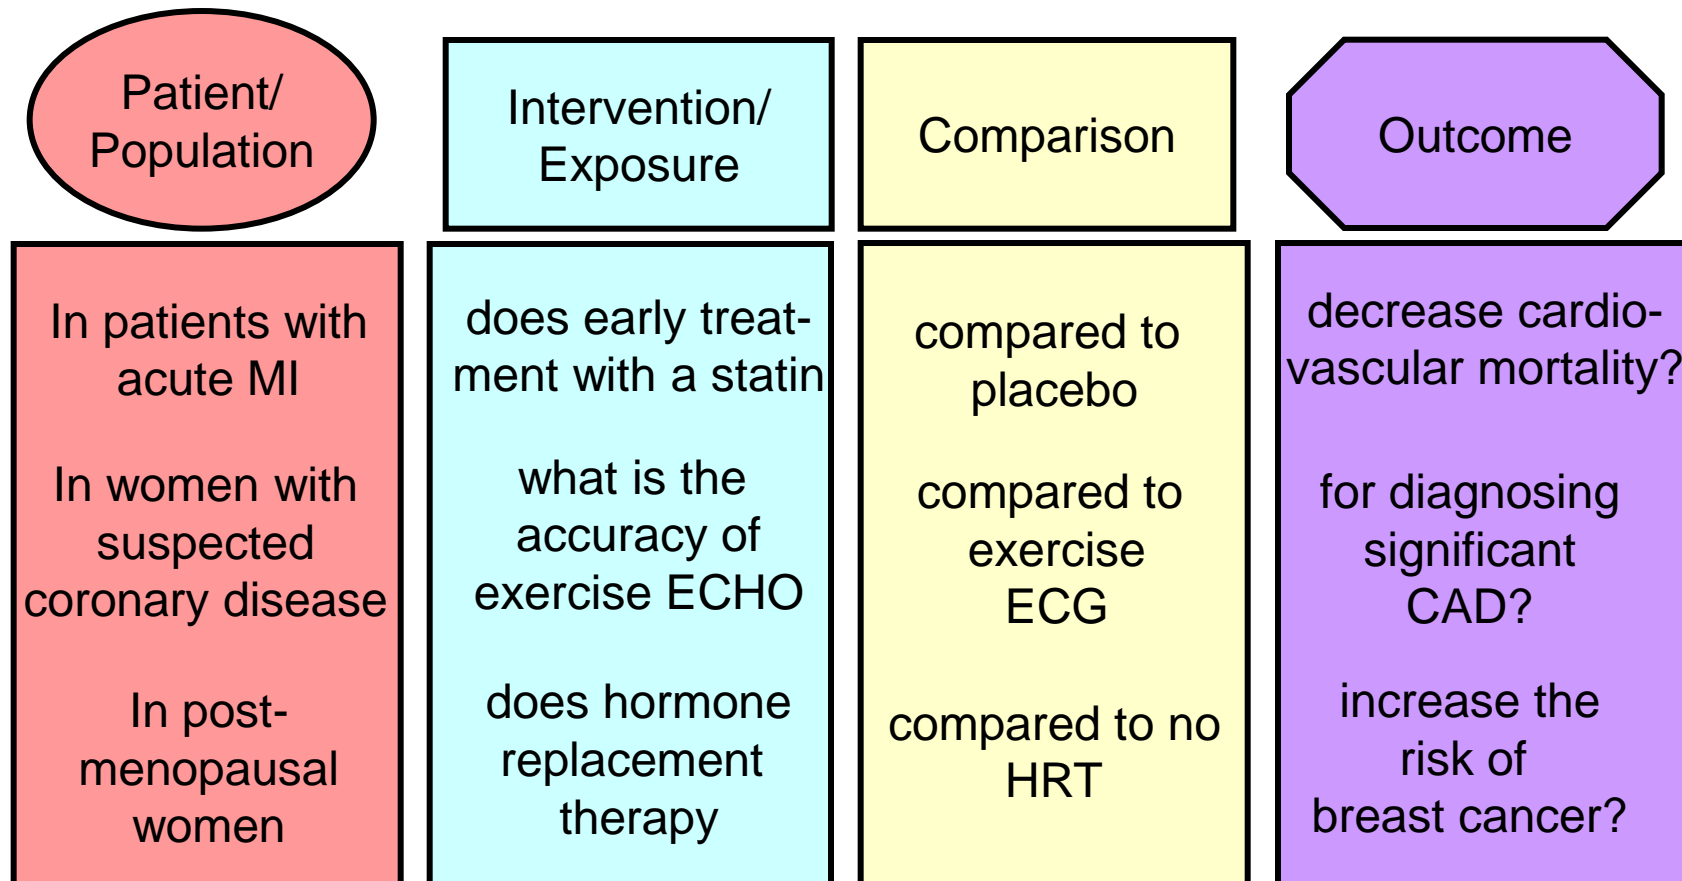 Patient/
Population
Intervention/
Exposure
Comparison
Outcome
In patients with
acute MI
does early treat-
ment with a statin
compared to
placebo
decrease cardio-
vascular mortality?
In women with
suspected
coronary disease
what is the
accuracy of
exercise ECHO
compared to
exercise
ECG
for diagnosing
significant
CAD?
In post-
menopausal
women
does hormone
replacement
therapy
compared to no
HRT
increase the
risk of
breast cancer?